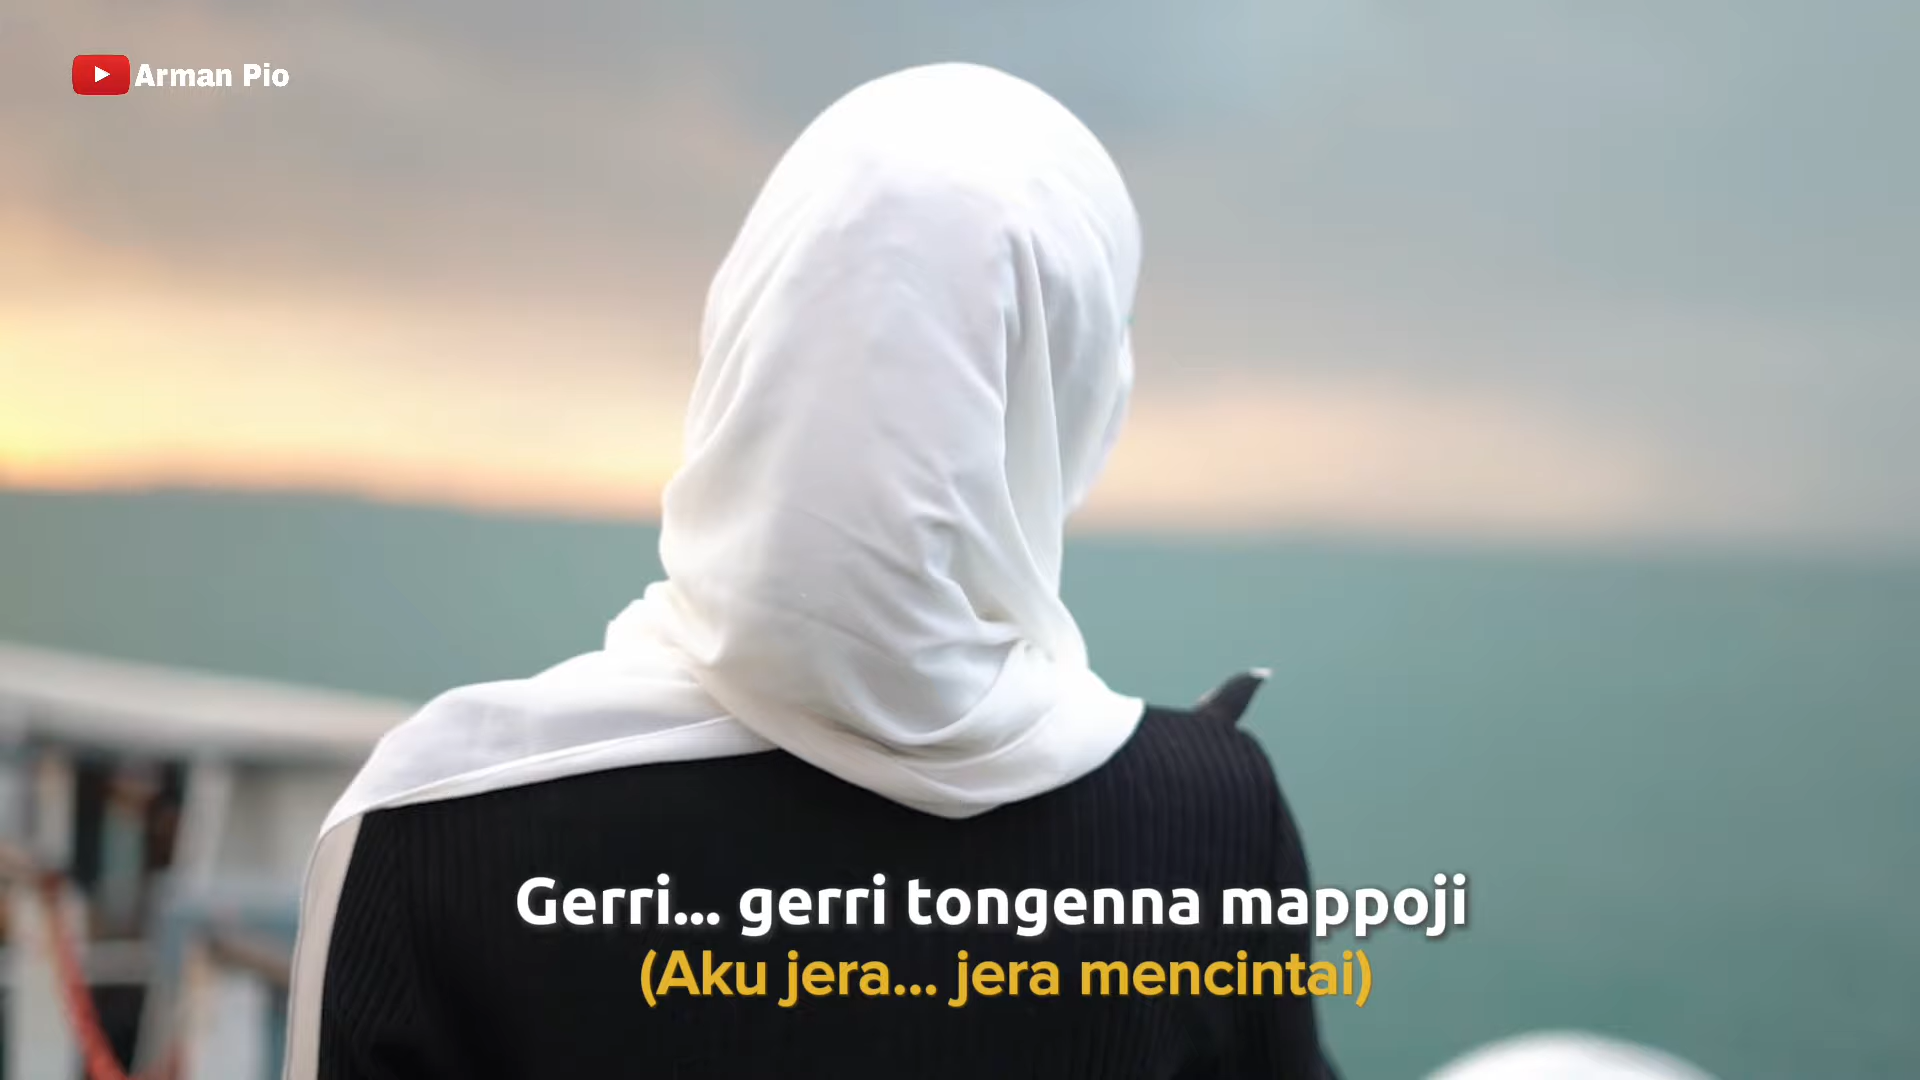 Arman Pio
Gerri... gerri tongenna mappoji
(Aku jera... jera mencintai)